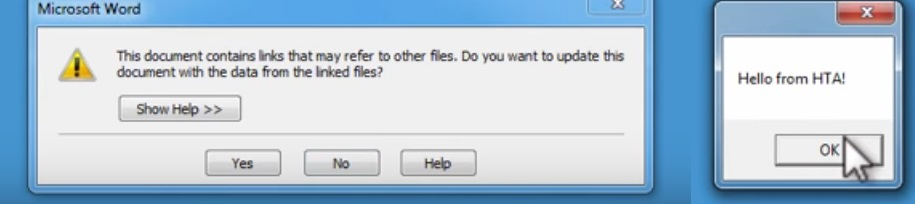 Microsoft Word
This document contains links that may refer to other files. Do you want to update this
document with the data from the linked files?
Show Help >>
Yes
No
Help
Hello from HTA!
OK